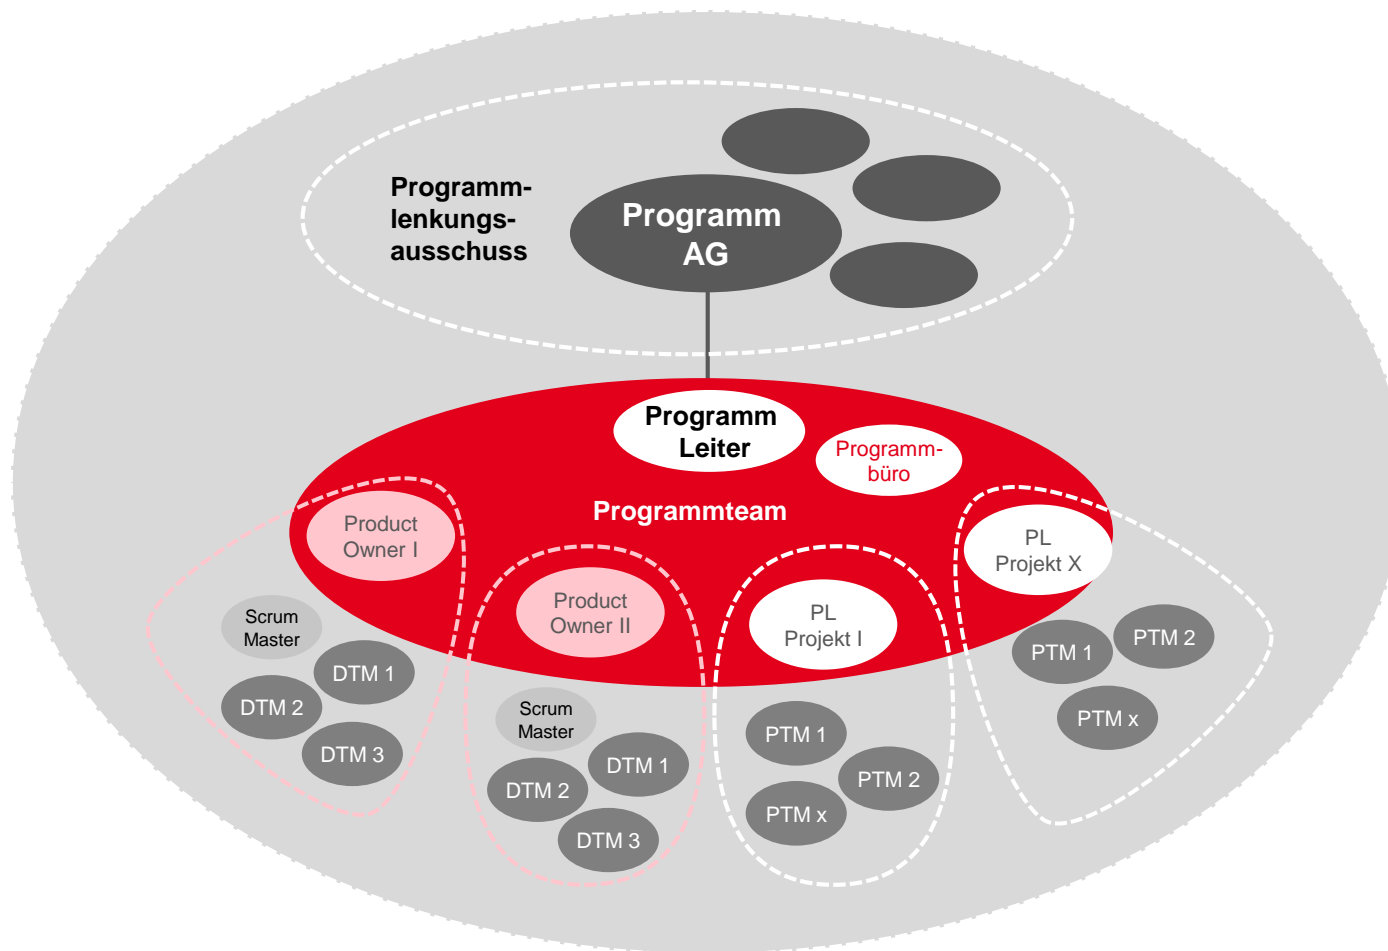 Programm-
lenkungs-
ausschuss
Programm
AG
Programm
Leiter
Programm-
büro
Programmteam
Product
Owner I
Product
Owner II
PL
Projekt I
PL
Projekt X
Scrum
Master
DTM 1
DTM 2
DTM 3
Scrum
Master
DTM 1
DTM 2
DTM 3
PTM 1
PTM 2
PTM x
PTM 1
PTM 2
PTM x